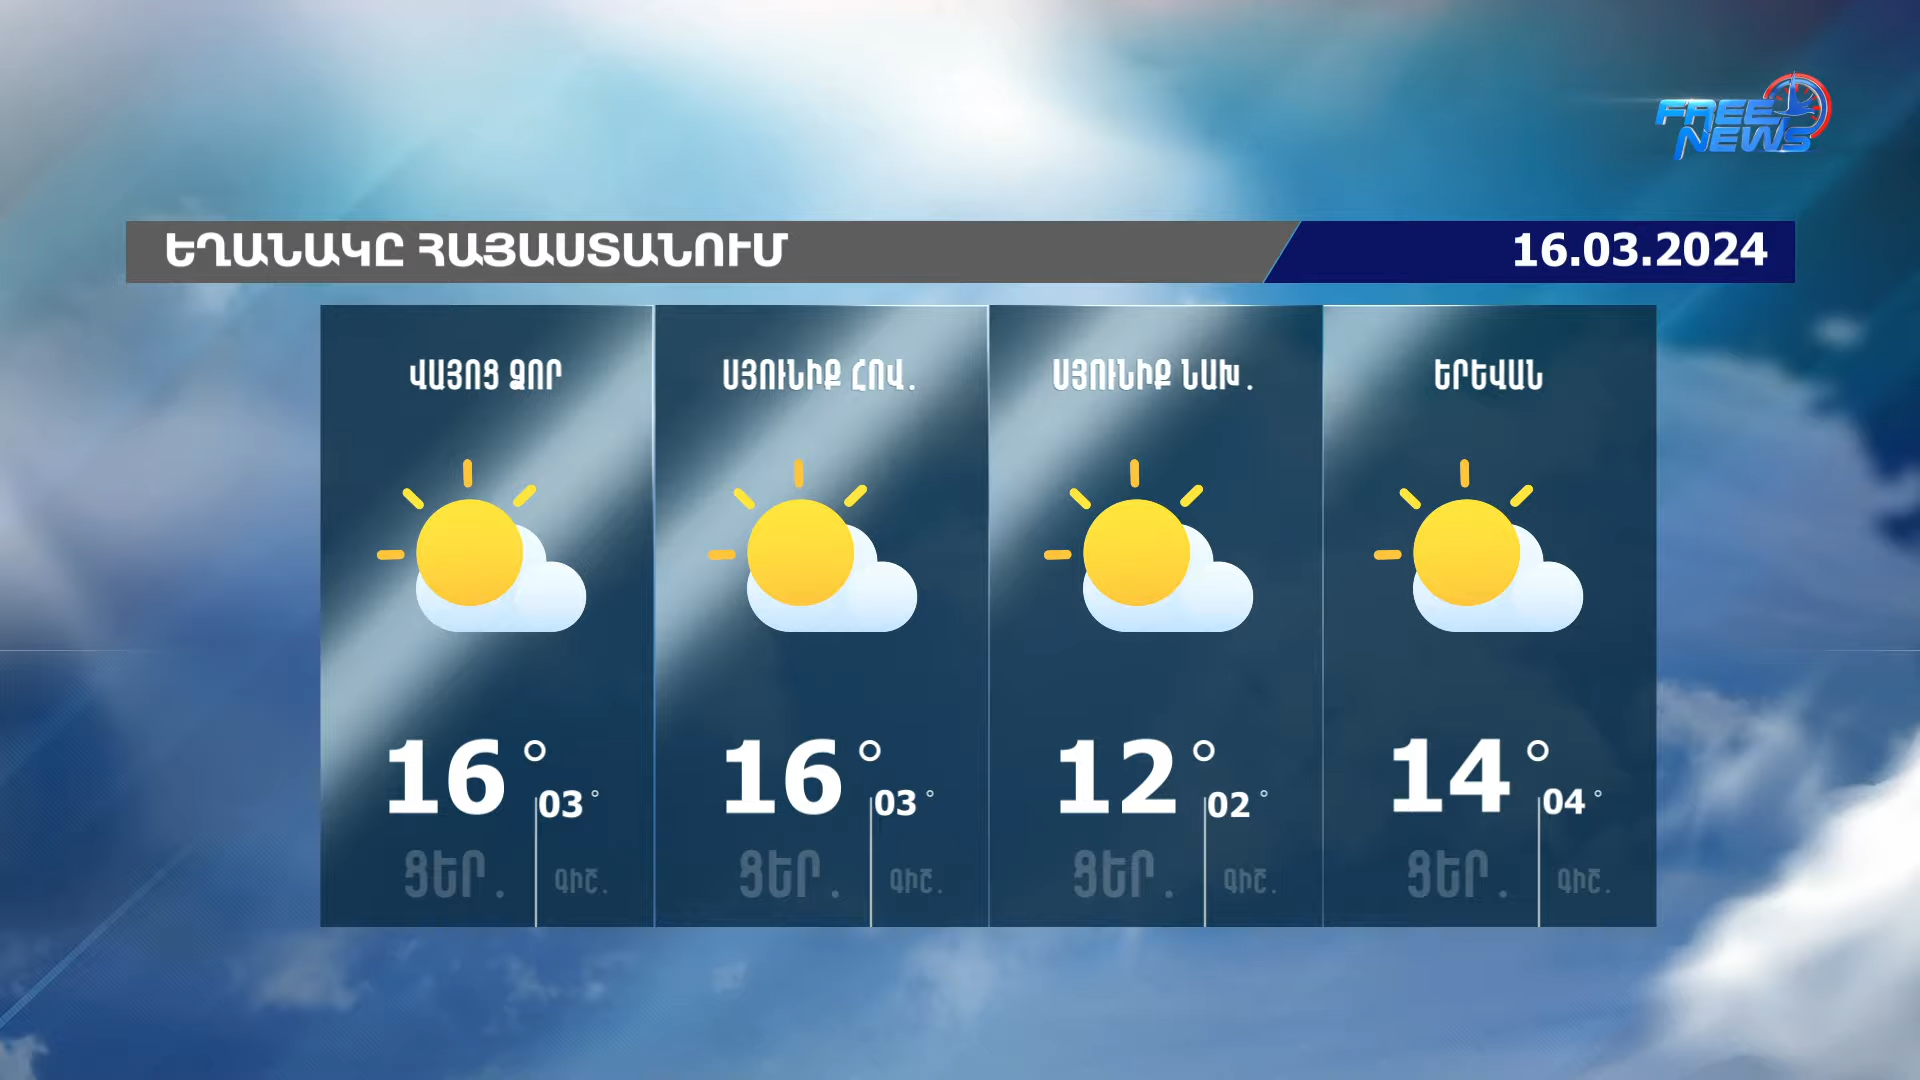 FREE
NEWS
ԵՂԱՆԱԿԸ ՀԱՅԱՍՏԱՆՈՒՄ
16.03.2024
ՎԱՅՈՑ ՁՈՐ
16°
03°
ՑԵՐ.
ԳԻՇ.
ՍՅՈՒՆԻՔ ՀՈՎ.
16°
03°
ՑԵՐ.
ԳԻՇ.
ՍՅՈՒՆԻՔ ՆԱԽ.
12°
02°
ՑԵՐ.
ԳԻՇ.
ԵՐԵՎԱՆ
14°
04°
ՑԵՐ.
ԳԻՇ.